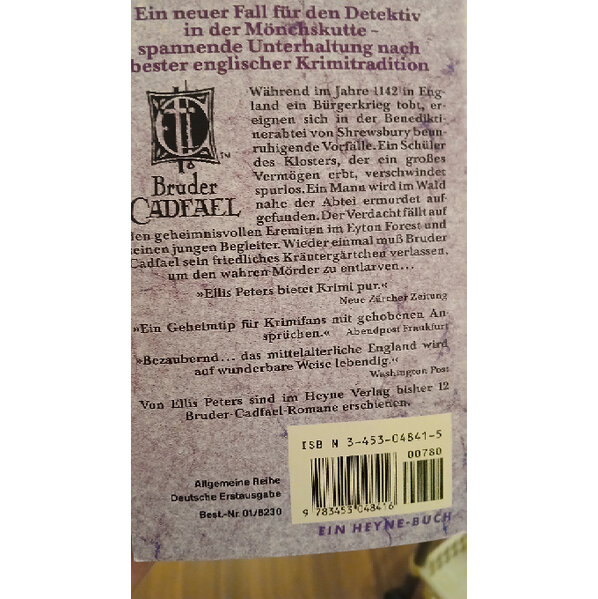 Ein neuer Fall für den Detektiv
in der Mönchskutte –
spannende Unterhaltung nach
bester englischer Krimitradition
Während im Jahre 1142 in Eng-
land ein Bürgerkrieg tobt, er-
eignen sich in der Benedikti-
nerabtei von Shrewsbury beun-
ruhigende Vorfälle. Ein Schüler
des Klosters, der ein großes
Vermögen erbt, verschwindet
spurlos. Ein Mann wird im Wald
nahe der Abtei ermordet auf-
gefunden. Der Verdacht fällt auf
den geheimnisvollen Eremiten im Eyton Forest und
seinen jungen Begleiter. Wieder einmal muß Bruder
Cadfael sein friedliches Kräutergärtchen verlassen,
um den wahren Mörder zu entlarven...
TM
Bruder
CADFAEL
»Ellis Peters bietet Krimi pur.«
Neue Zürcher Zeitung
»Ein Geheimtip für Krimifans mit gehobenen An-
sprüchen.« Abendpost Frankfurt
»Bezaubernd... das mittelalterliche England wird
auf wunderbare Weise lebendig.«
Washington Post
Von Ellis Peters sind im Heyne Verlag bisher 12
Bruder-Cadfael-Romane erschienen.
ISBN 3-453-04841-5
00780
9 783453 048416
Allgemeine Reihe
Deutsche Erstausgabe
Best.-Nr. 01/8230
EIN HEYNE-BUCH